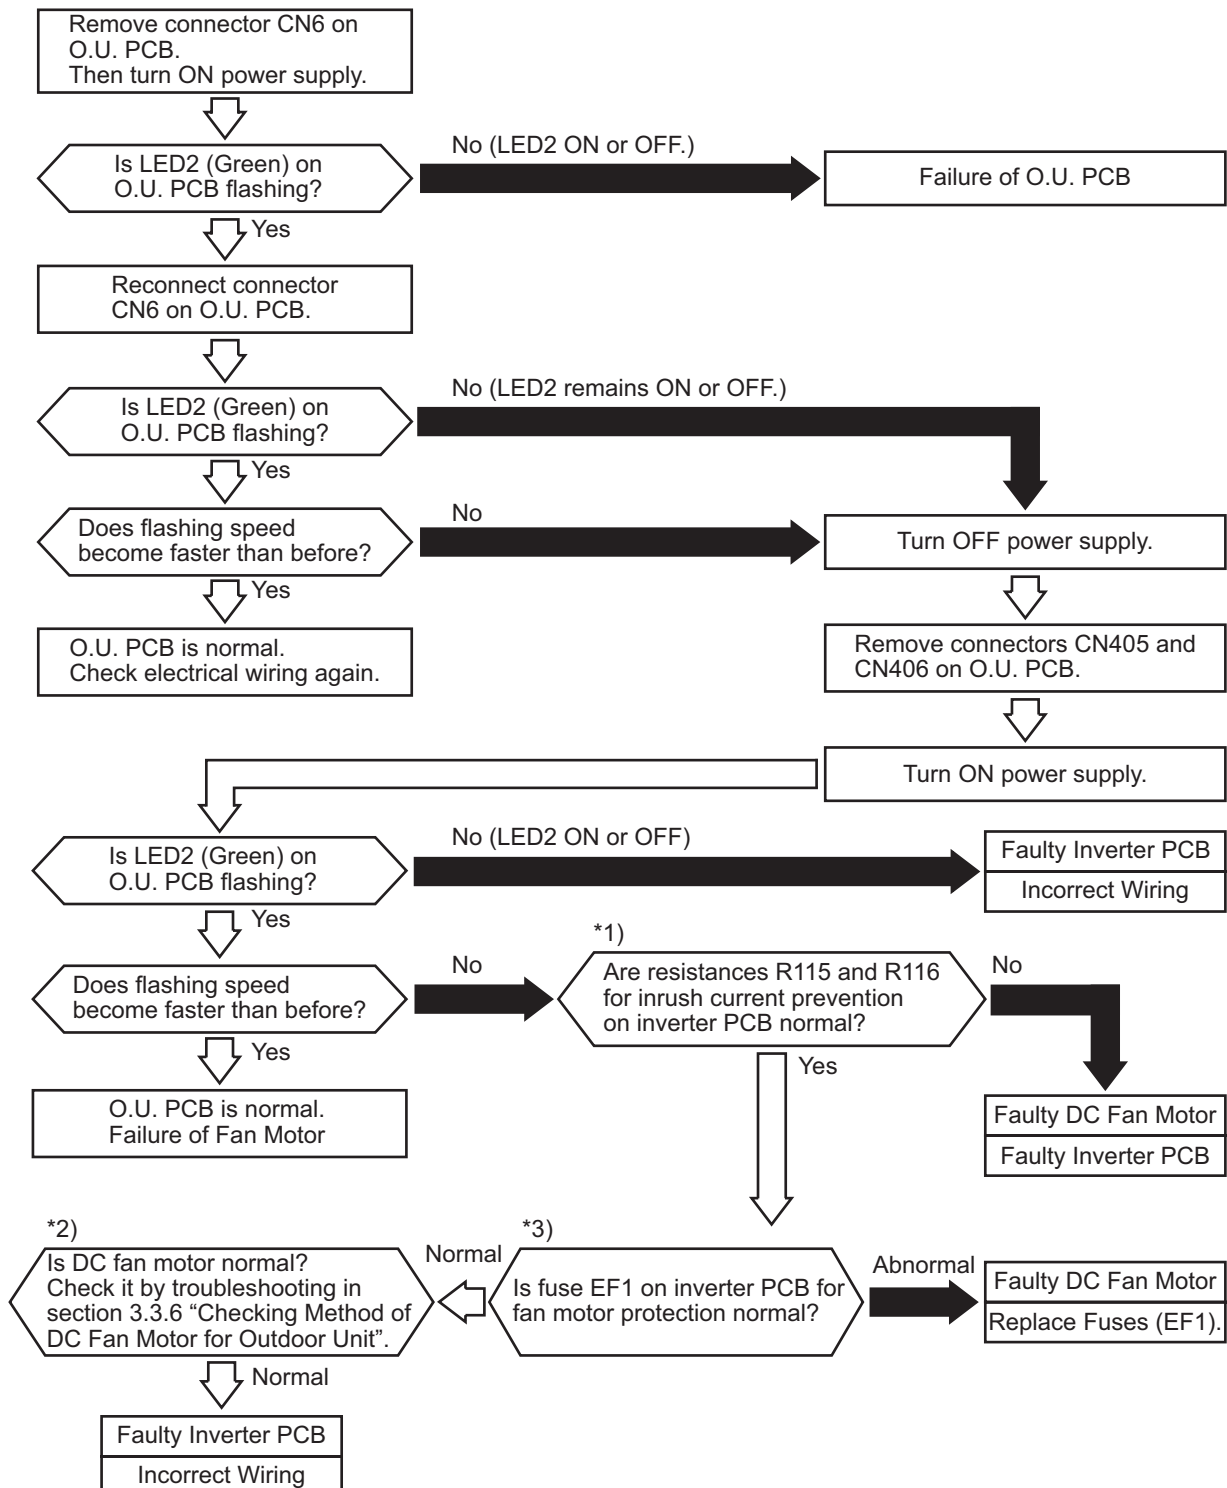 Remove connector CN6 on
O.U. PCB.
Then turn ON power supply.
Is LED2 (Green) on
O.U. PCB flashing?
No (LED2 ON or OFF.)
Failure of O.U. PCB
Yes
Reconnect connector
CN6 on O.U. PCB.
Is LED2 (Green) on
O.U. PCB flashing?
No (LED2 remains ON or OFF.)
Yes
Does flashing speed
become faster than before?
No
Turn OFF power supply.
Yes
O.U. PCB is normal.
Check electrical wiring again.
Remove connectors CN405 and
CN406 on O.U. PCB.
Turn ON power supply.
Is LED2 (Green) on
O.U. PCB flashing?
No (LED2 ON or OFF)
Faulty Inverter PCB
Incorrect Wiring
Yes
Does flashing speed
become faster than before?
No
*1)
Are resistances R115 and R116
for inrush current prevention
on inverter PCB normal?
No
Yes
O.U. PCB is normal.
Failure of Fan Motor
Yes
Faulty DC Fan Motor
Faulty Inverter PCB
*2)
Is DC fan motor normal?
Check it by troubleshooting in
section 3.3.6 “Checking Method of
DC Fan Motor for Outdoor Unit”.
Normal
*3)
Is fuse EF1 on inverter PCB for
fan motor protection normal?
Abnormal
Faulty DC Fan Motor
Replace Fuses (EF1).
Normal
Faulty Inverter PCB
Incorrect Wiring